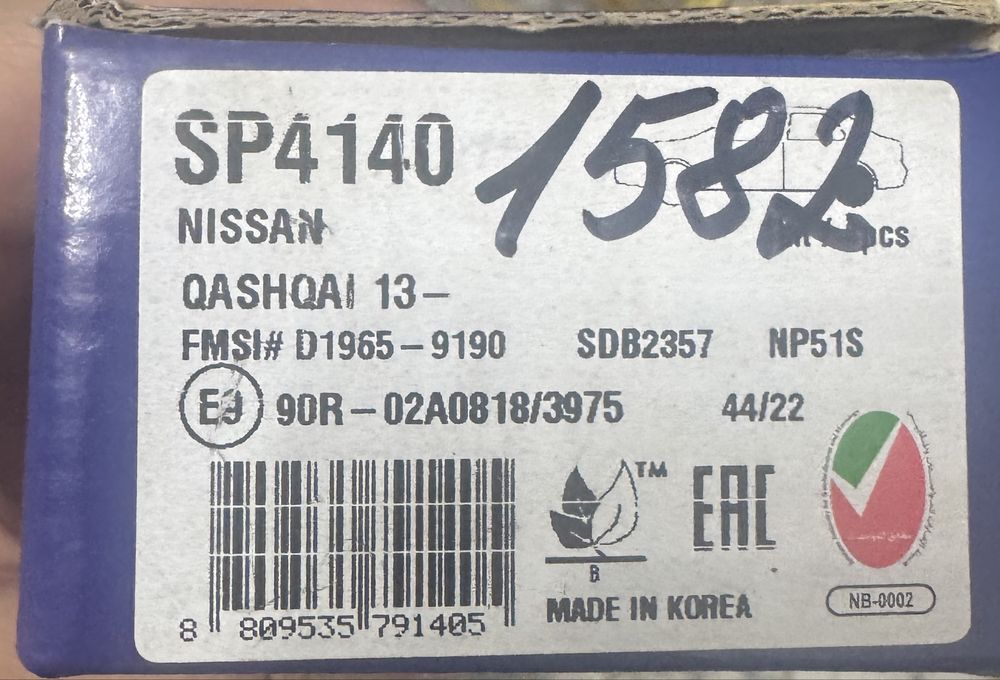 SP4140
1582
NISSAN
pcs
QASHQAI 13-
FMSI# D1965-9190 SDB2357 NP51S
E9 90R-02A0818/3975 44/22
TM
EAC
B
MADE IN KOREA
NB-0002
8 809535 791405